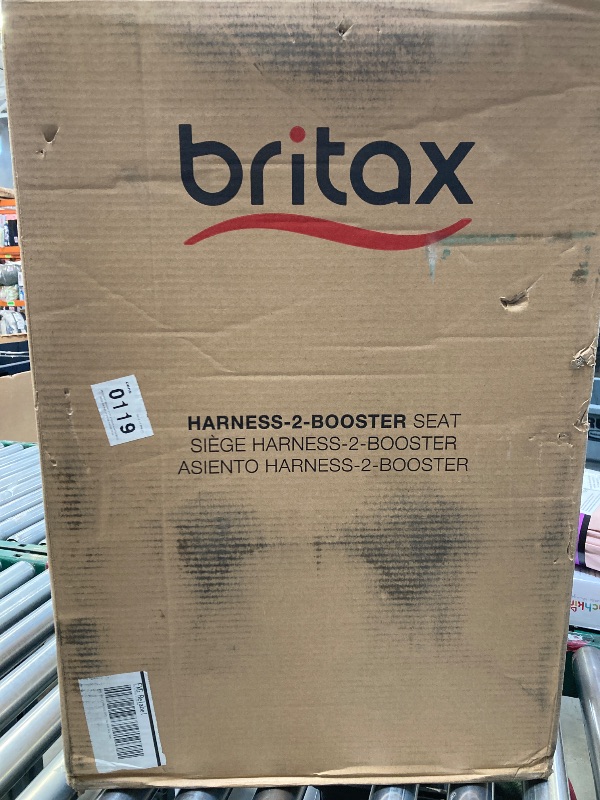 britax
0119
HARNESS-2-BOOSTER SEAT
SIÈGE HARNESS-2-BOOSTER
ASIENTO HARNESS-2-BOOSTER